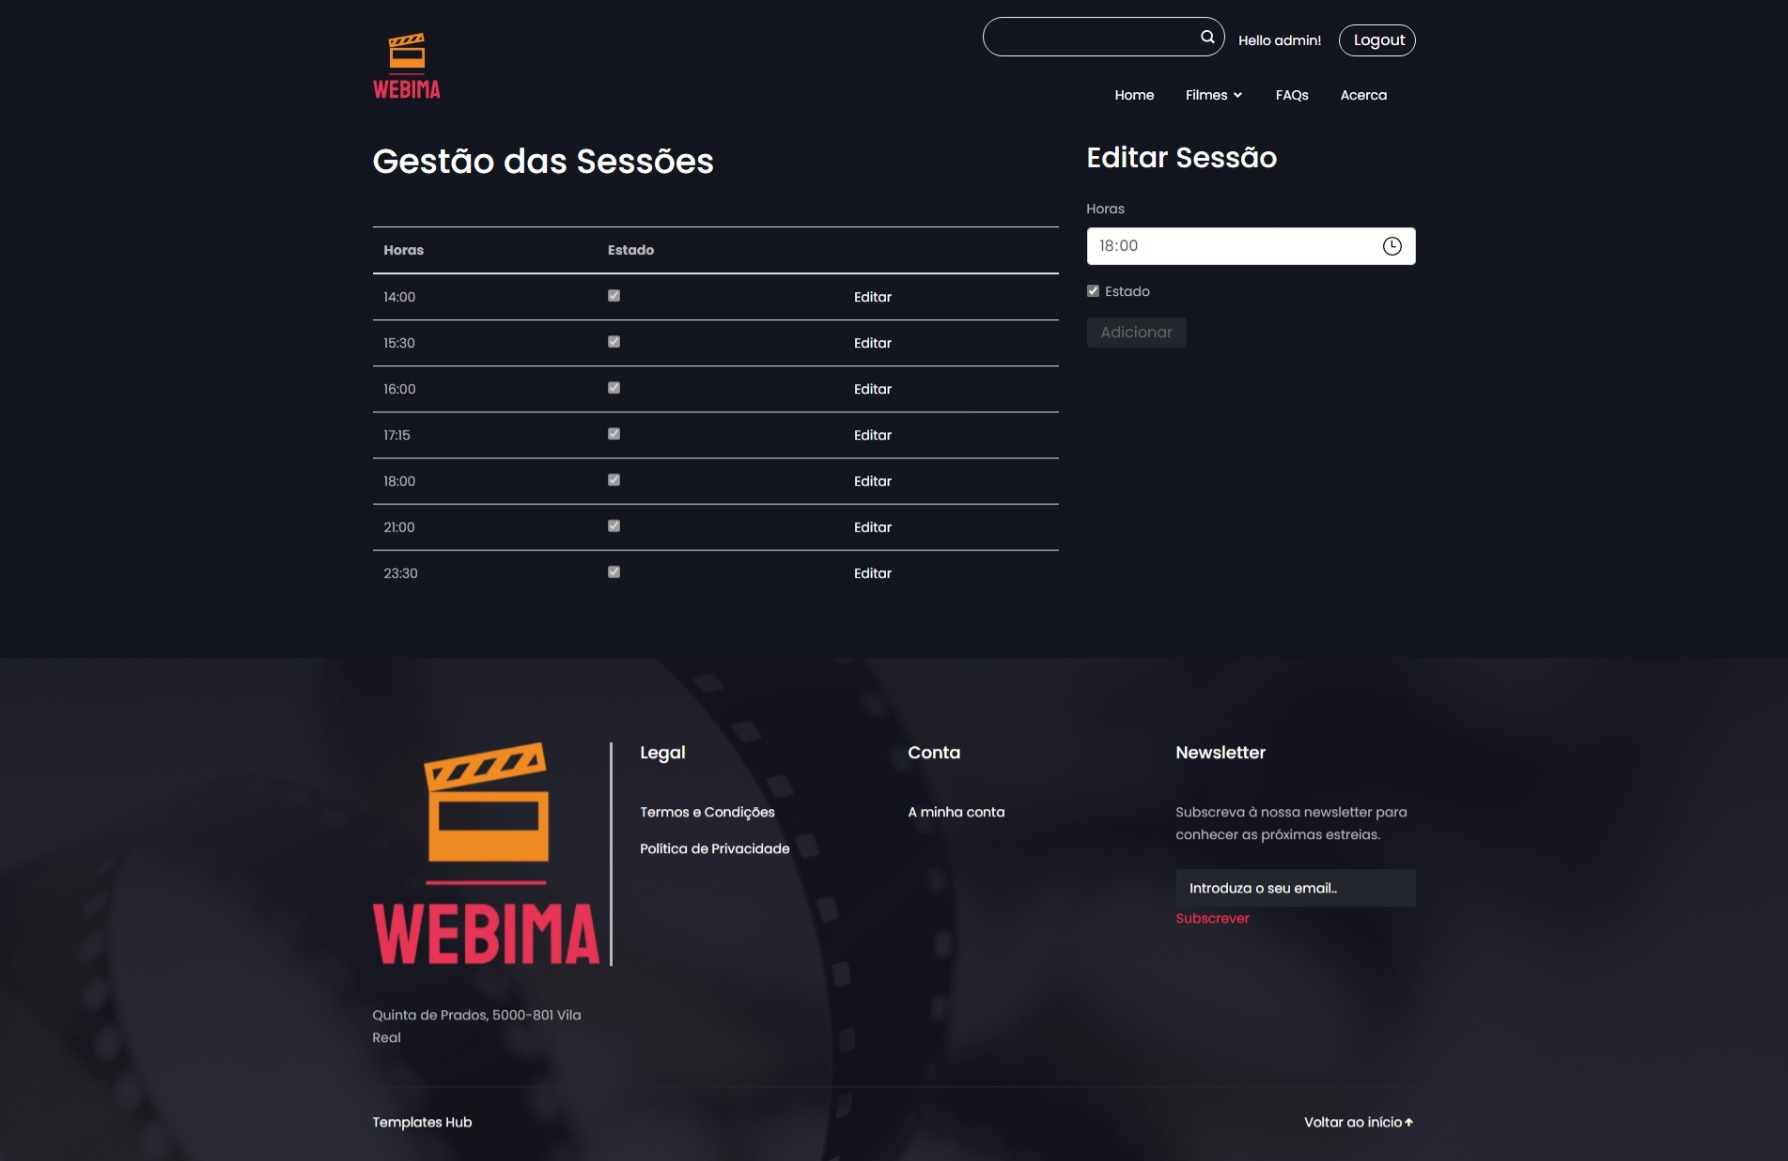 WEBIMA
Hello admin!
Logout
Home
Filmes
FAQs
Acerca
Gestão das Sessões
Horas Estado
14:00 Editar
15:30 Editar
16:00 Editar
17:15 Editar
18:00 Editar
21:00 Editar
23:30 Editar
Editar Sessão
Horas
18:00
Estado
Adicionar
WEBIMA
Quinta de Prados, 5000-801 Vila
Real
Legal
Termos e Condições
Política de Privacidade
Conta
A minha conta
Newsletter
Subscreva à nossa newsletter para
conhecer as próximas estreias.
Introduza o seu email..
Subscrever
Templates Hub
Voltar ao início